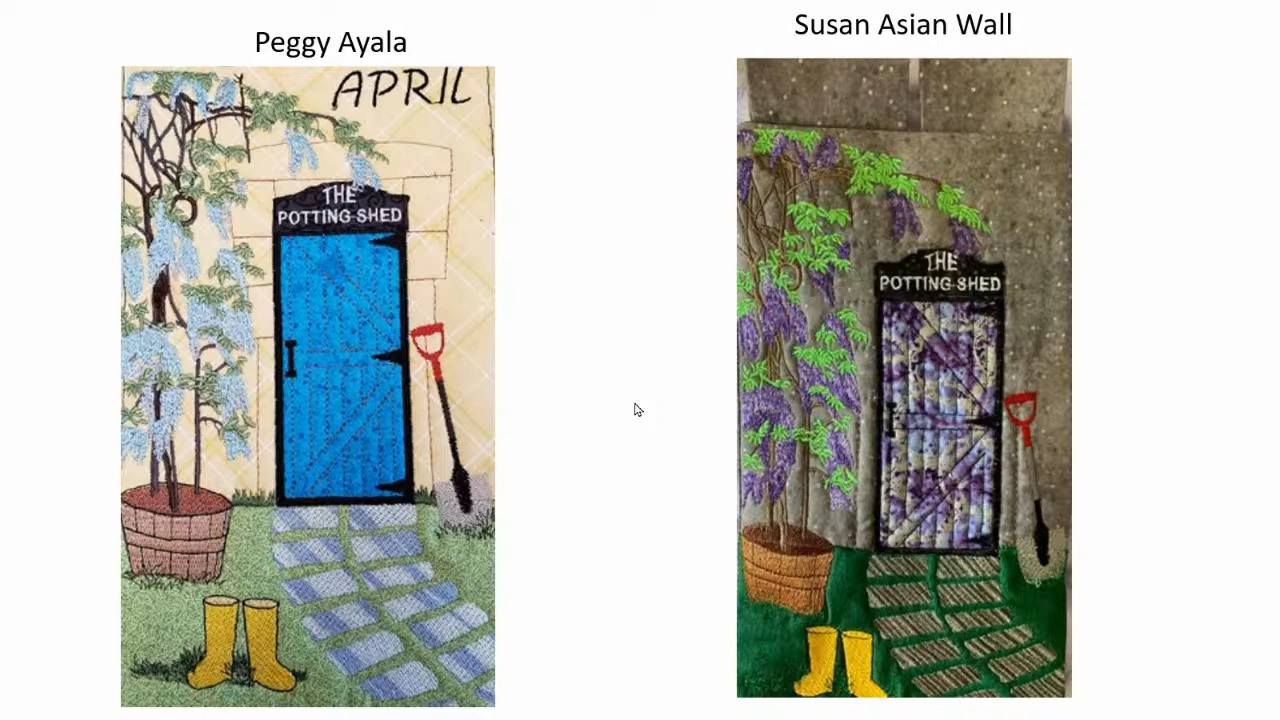 Peggy Ayala
APRIL
THE
POTTING SHED
Susan Asian Wall
THE
POTTING SHED